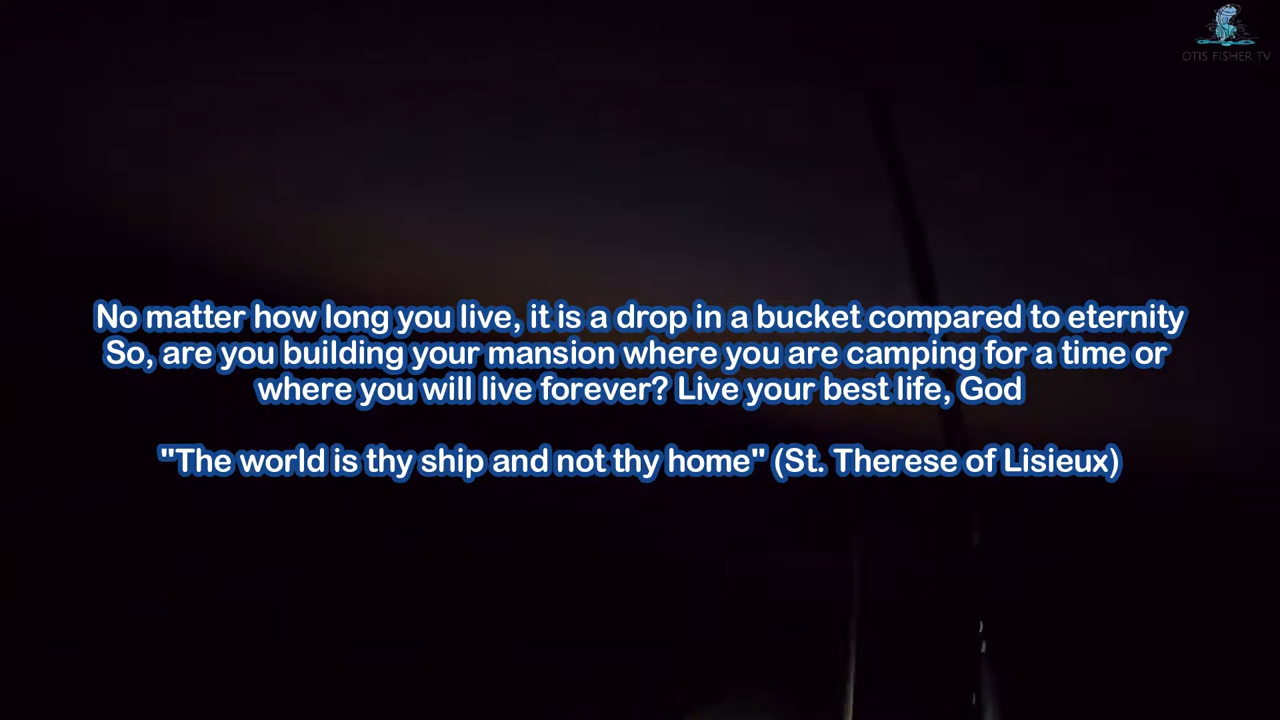 OTIS FISHER TV
No matter how long you live, it is a drop in a bucket compared to eternity
So, are you building your mansion where you are camping for a time or
where you will live forever? Live your best life, God
"The world is thy ship and not thy home" (St. Therese of Lisieux)